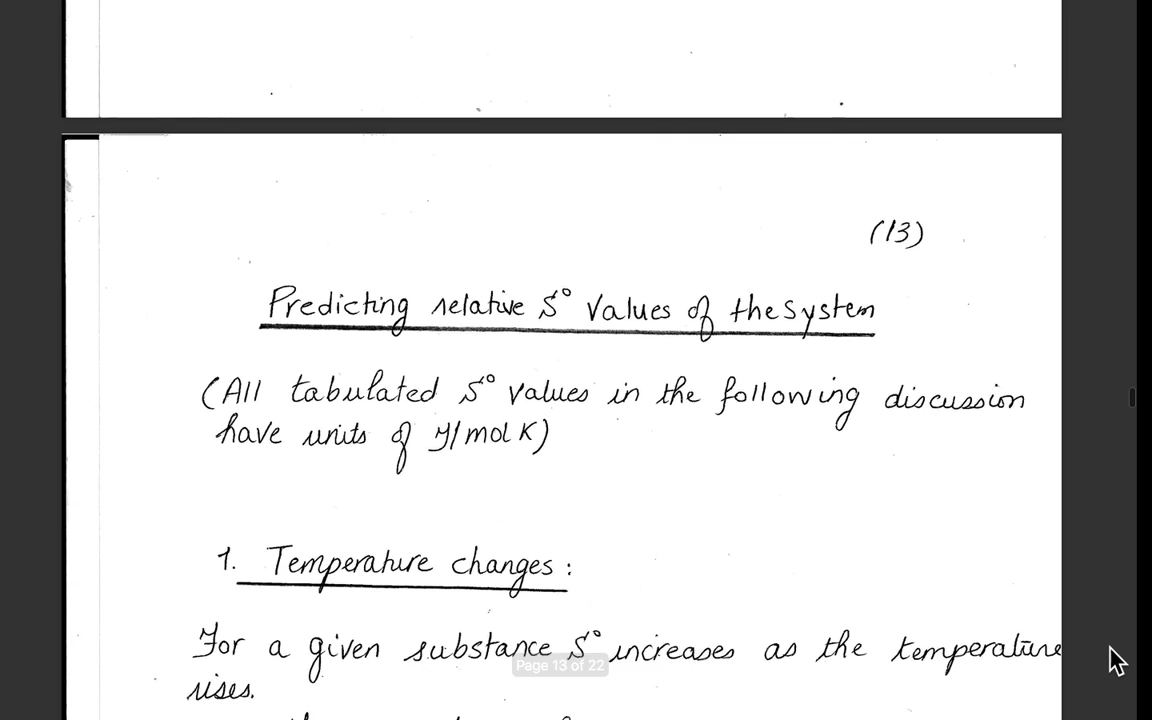 (13)
Predicting relative S° Values of the System
(All tabulated S° values in the following discussion
have units of J/mol K)
1. Temperature changes :
For a given substance S° increases as the temperature
rises.
Page 13 of 22